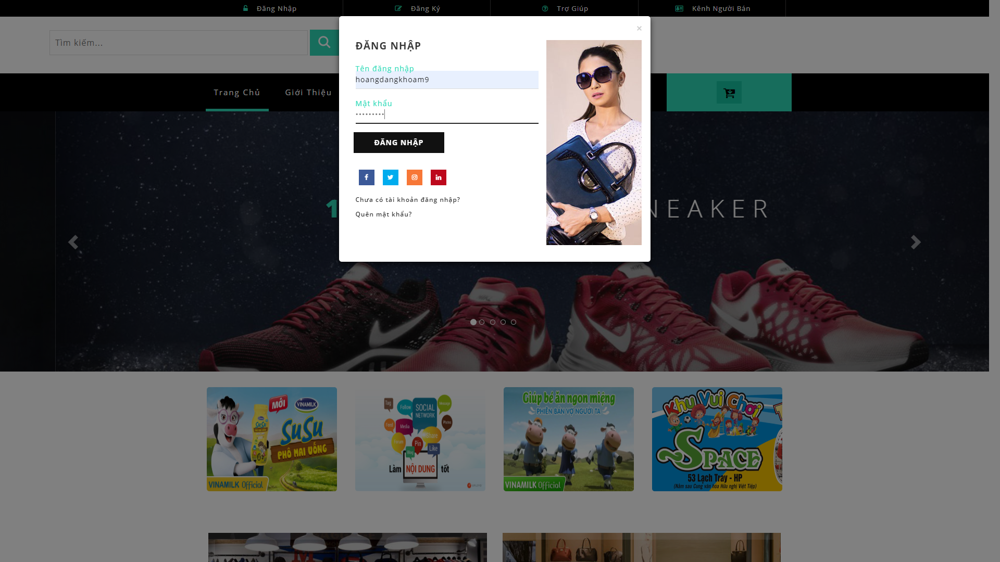 Đăng Nhập
Đăng Ký
Trợ Giúp
Kênh Người Bán
Tìm kiếm...
×
ĐĂNG NHẬP
Tên đăng nhập
hoangdangkhoam9
Mật khẩu
•••••••••
ĐĂNG NHẬP
Chưa có tài khoản đăng nhập?
Quên mật khẩu?
Trang Chủ
Giới Thiệu
1
NEAKER
MỚI
VINAMILK
SuSu
SuSu
PHÔ MAI UỐNG
VINAMILK Official
Tag
Follow
SOCIAL NETWORK
Message
Feed
Media
Photos
Share
Forum
Pin
Like
Blog
Làm NỘI DUNG tốt
Giúp bé ăn ngon miệng
PHIÊN BẢN VỢ NGƯỜI TA
VINAMILK Official
Khu Vui Chơi
SPACE
53 Lạch Tray - HP
(Nằm sau Cung văn hóa Hữu nghị Việt Tiệp)